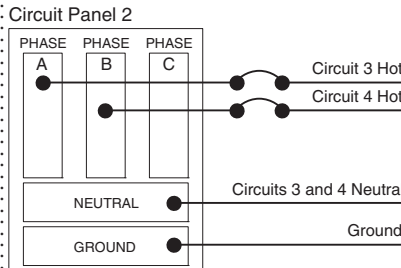 Circuit Panel 2
PHASE PHASE PHASE
A B C
Circuit 3 Hot
Circuit 4 Hot
Circuits 3 and 4 Neutra
NEUTRAL
Ground
GROUND